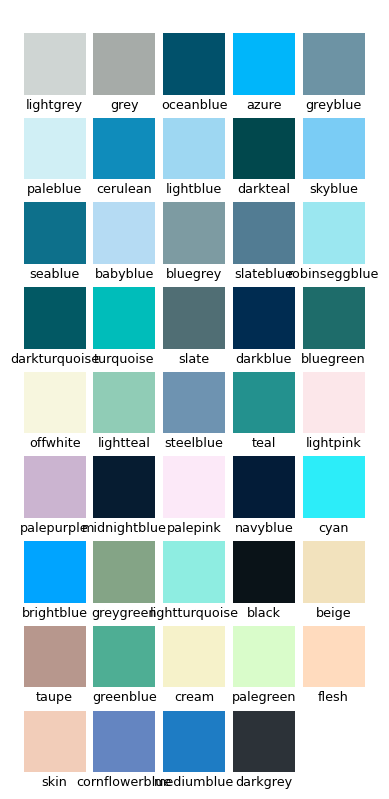 lightgrey grey oceanblue azure greyblue
paleblue cerulean lightblue darkteal skyblue
seablue babyblue bluegrey slateblue robinseggblue
darkturquoise turquoise slate darkblue bluegreen
offwhite lightteal steelblue teal lightpink
palepurple midnightblue palepink navyblue cyan
brightblue greygreen lightturquoise black beige
taupe greenblue cream palegreen flesh
skin cornflowerblue mediumblue darkgrey